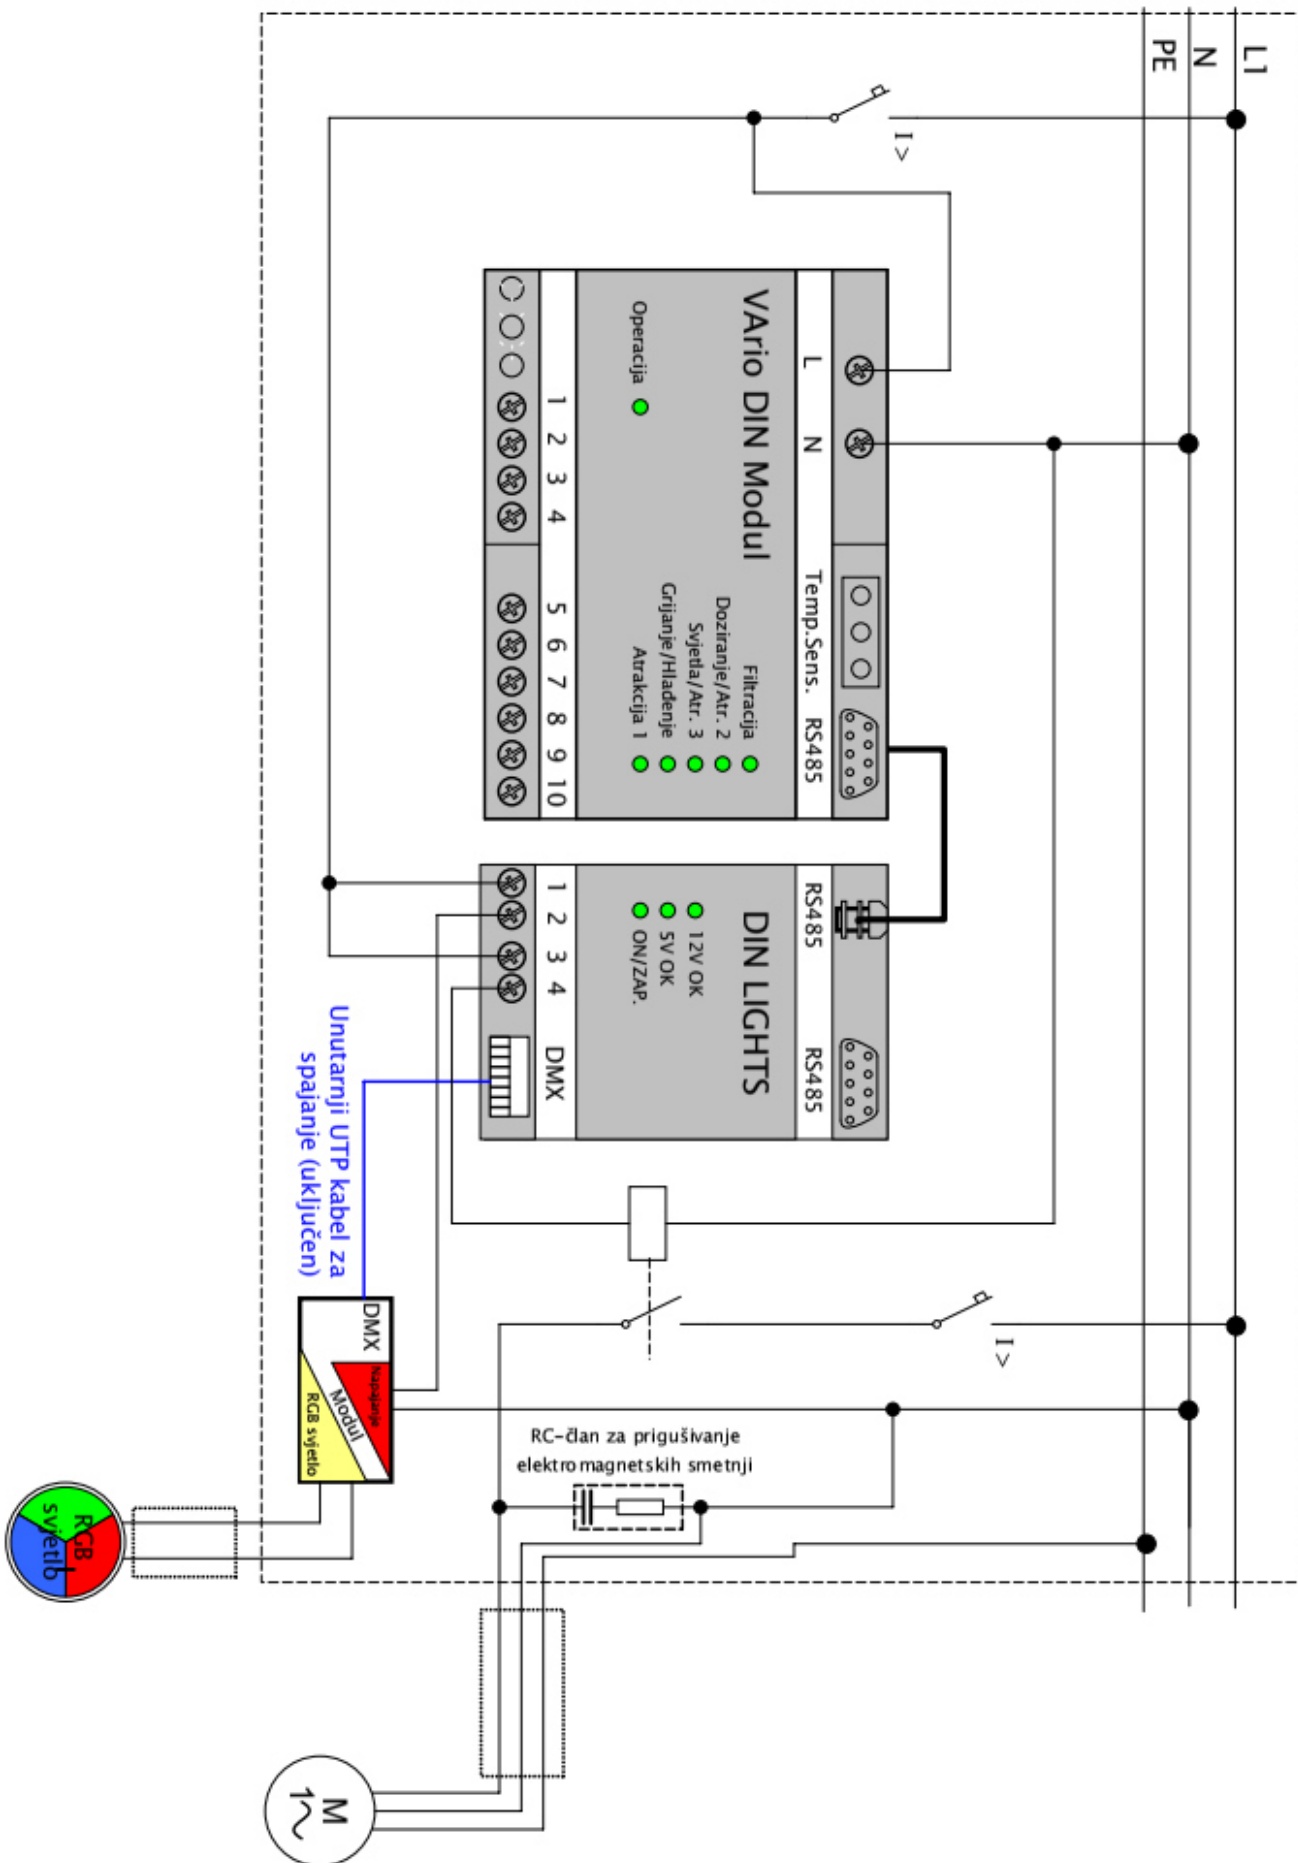 L1
N
PE
I >
VArio DIN Modul
L
N
Temp.Sens.
RS485
Operacija
Filtracija
Doziranje/Atr. 2
Svjetla/Atr. 3
Grijanje/Hlađenje
Atrakcija 1
1 2 3 4 5 6 7 8 9 10
DIN LIGHTS
RS485
RS485
12V OK
5V OK
ON/ZAP.
1 2 3 4
DMX
Unutarnji UTP kabel za
spajanje (uključen)
I >
DMX
Napajanje
Modul
RGB svjetlo
RC-član za prigušivanje
elektromagnetskih smetnji
RGB
svjetlo
M
1~